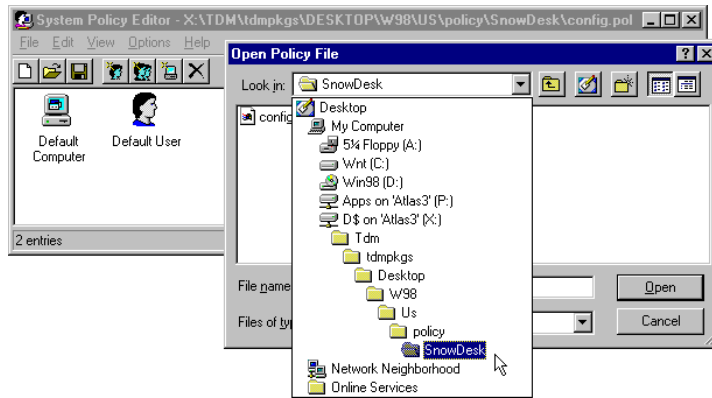 System Policy Editor - X:\TDM\tdmpkgs\DESKTOP\W98\US\policy\SnowDesk\config.pol
File Edit View Options Help
Default Computer
Default User
2 entries
Open Policy File
Look in: SnowDesk
config
Desktop
My Computer
5¼ Floppy (A:)
Wnt (C:)
Win98 (D:)
Apps on 'Atlas3' (P:)
D$ on 'Atlas3' (X:)
Tdm
tdmpkgs
Desktop
W98
Us
policy
SnowDesk
Network Neighborhood
Online Services
File name
Open
Files of ty
Cancel